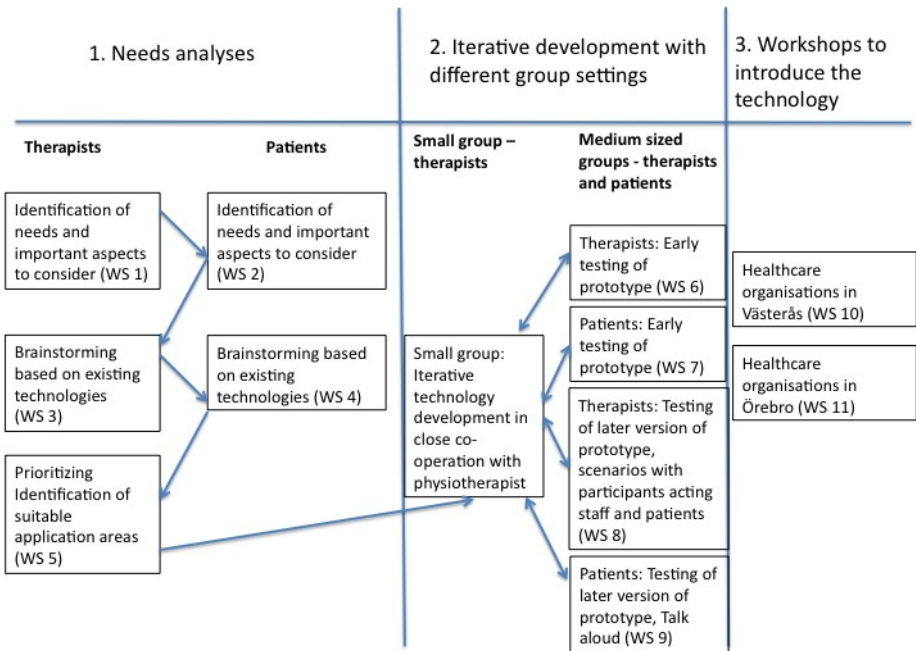 1. Needs analyses
2. Iterative development with
different group settings
3. Workshops to
introduce the
technology
Therapists
Patients
Small group –
therapists
Medium sized
groups - therapists
and patients
Identification of
needs and
important aspects
to consider (WS 1)
Identification of
needs and important
aspects to consider
(WS 2)
Brainstorming
based on existing
technologies
(WS 3)
Brainstorming based
on existing
technologies (WS 4)
Prioritizing
Identification of
suitable
application areas
(WS 5)
Small group:
Iterative
technology
development in
close co-
operation with
physiotherapist
Therapists: Early
testing of
prototype (WS 6)
Patients: Early
testing of
prototype (WS 7)
Therapists: Testing
of later version of
prototype,
scenarios with
participants acting
staff and patients
(WS 8)
Patients: Testing of
later version of
prototype, Talk
aloud (WS 9)
Healthcare
organisations in
Västerås (WS 10)
Healthcare
organisations in
Örebro (WS 11)